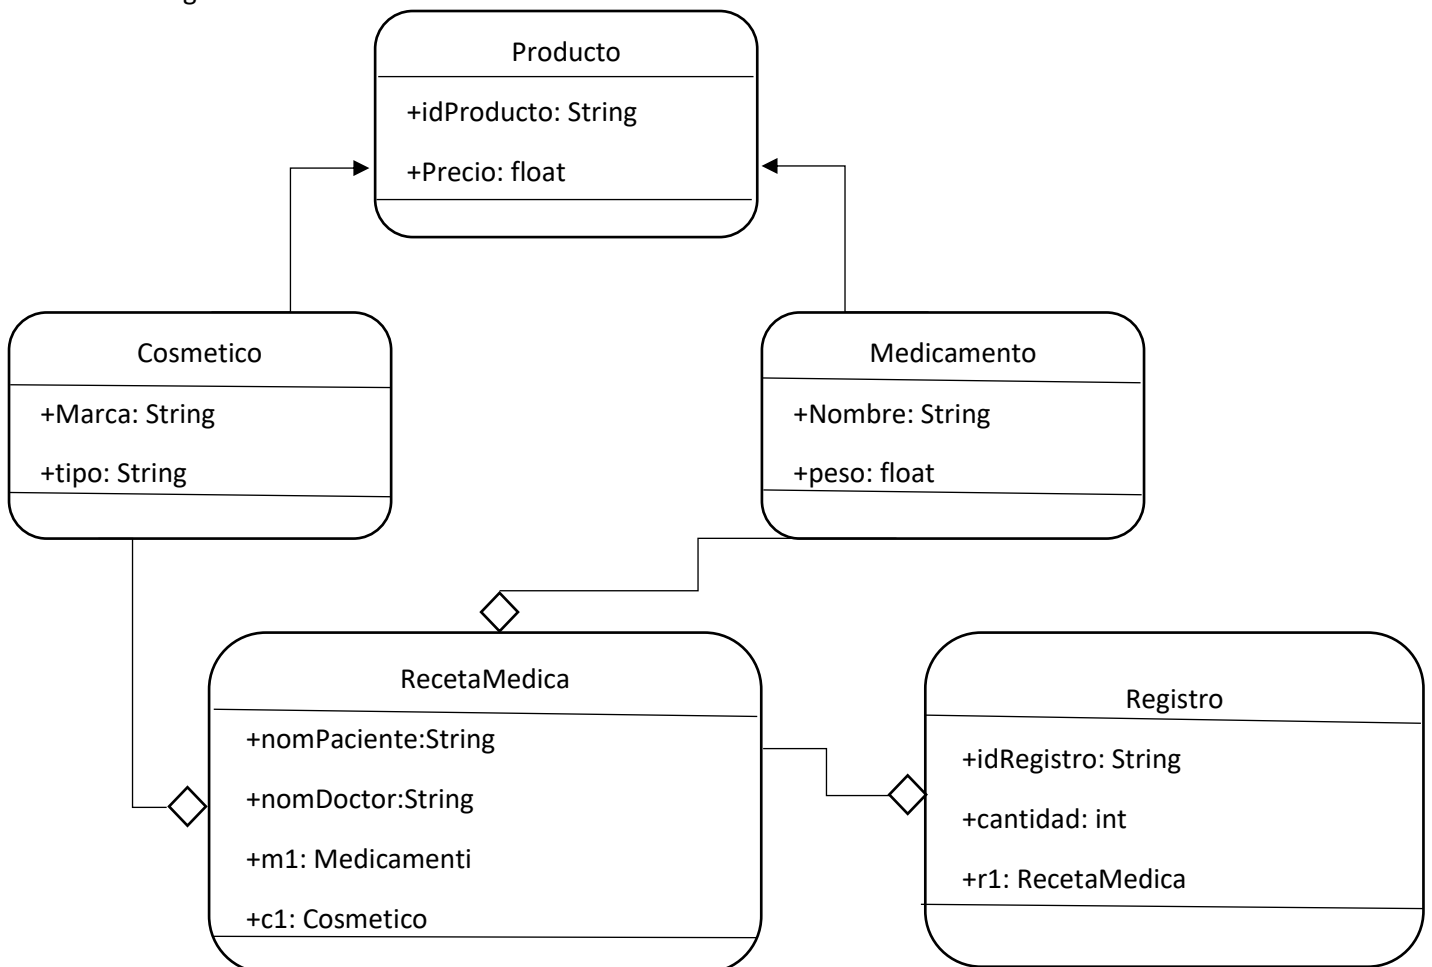 Producto
+idProducto: String
+Precio: float
Cosmetico
+Marca: String
+tipo: String
Medicamento
+Nombre: String
+peso: float
RecetaMedica
+nomPaciente:String
+nomDoctor:String
+m1: Medicamenti
+c1: Cosmetico
Registro
+idRegistro: String
+cantidad: int
+r1: RecetaMedica